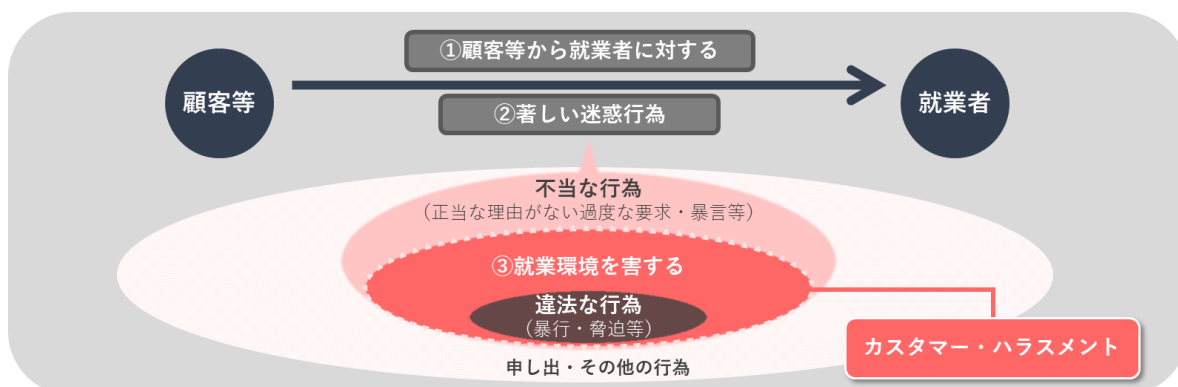 ①顧客等から就業者に対する
顧客等
就業者
②著しい迷惑行為
不当な行為
(正当な理由がない過度な要求・暴言等)
③就業環境を害する
違法な行為
(暴行・脅迫等)
カスタマー・ハラスメント
申し出・その他の行為